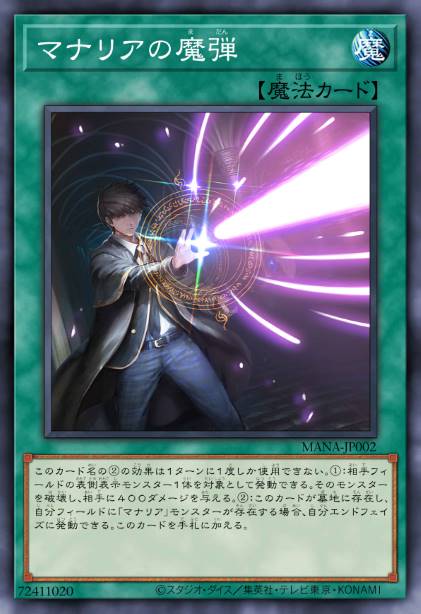 マナリアの魔弾
【魔法カード】
MANA-JP002
このカード名の②の効果は1ターンに1度しか使用できない。①：相手フィ
ールドの表側表示モンスター1体を対象として発動できる。そのモンスター
を破壊し、相手に400ダメージを与える。②：このカードが墓地に存在し、
自分フィールドに「マナリア」モンスターが存在する場合、自分エンドフェイ
ズに発動できる。このカードを手札に加える。
72411020
©スタジオ・ダイス／集英社・テレビ東京・KONAMI